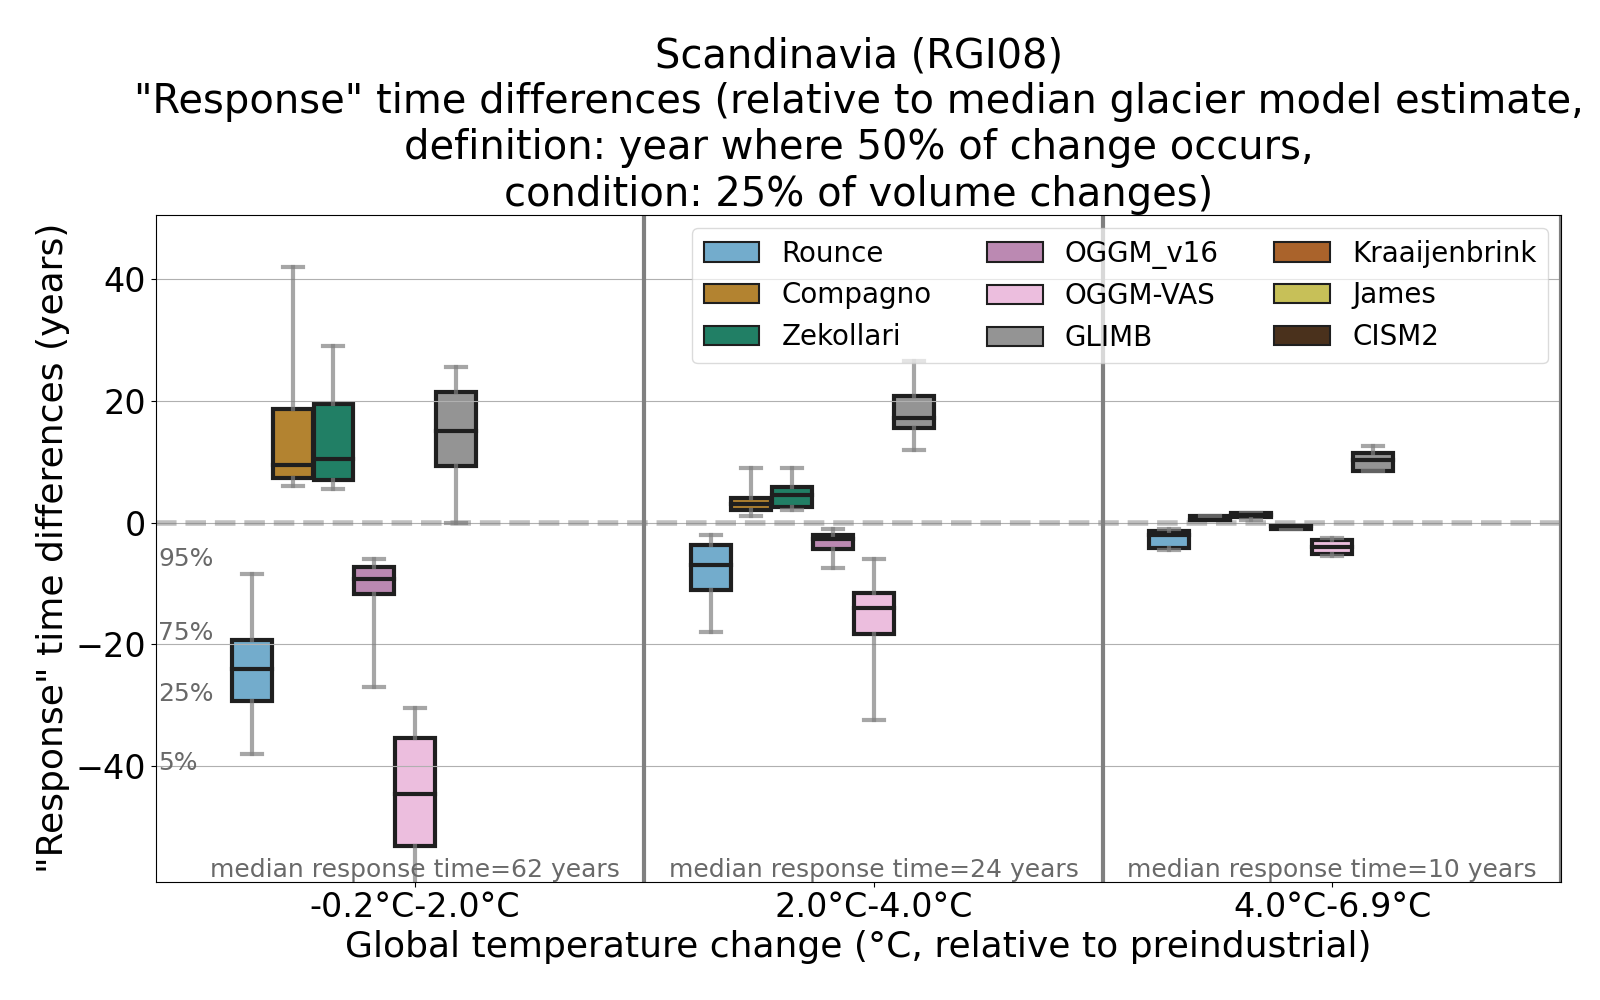 Scandinavia (RGI08)
"Response" time differences (relative to median glacier model estimate,
definition: year where 50% of change occurs,
condition: 25% of volume changes)
"Response" time differences (years)
40
20
0
−20
−40
95%
75%
25%
5%
Rounce
Compagno
Zekollari
OGGM_v16
OGGM-VAS
GLIMB
Kraaijenbrink
James
CISM2
median response time=62 years
median response time=24 years
median response time=10 years
-0.2°C-2.0°C
2.0°C-4.0°C
4.0°C-6.9°C
Global temperature change (°C, relative to preindustrial)